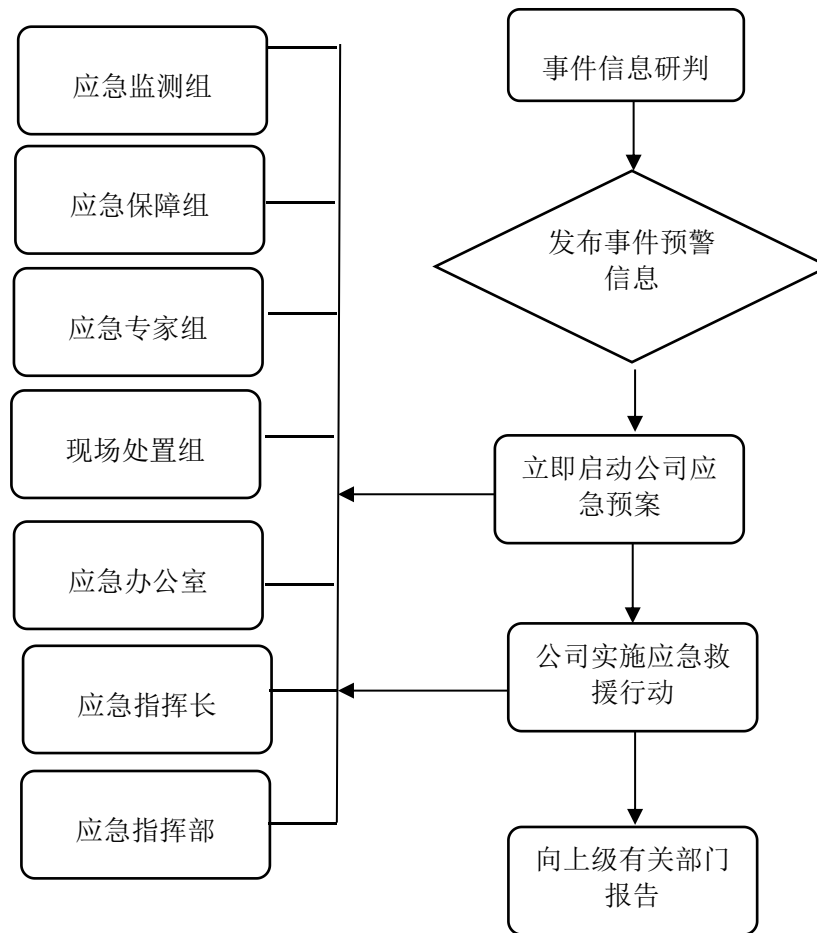 应急监测组
应急保障组
应急专家组
现场处置组
应急办公室
应急指挥长
应急指挥部
事件信息研判
发布事件预警
信息
立即启动公司应
急预案
公司实施应急救
援行动
向上级有关部门
报告